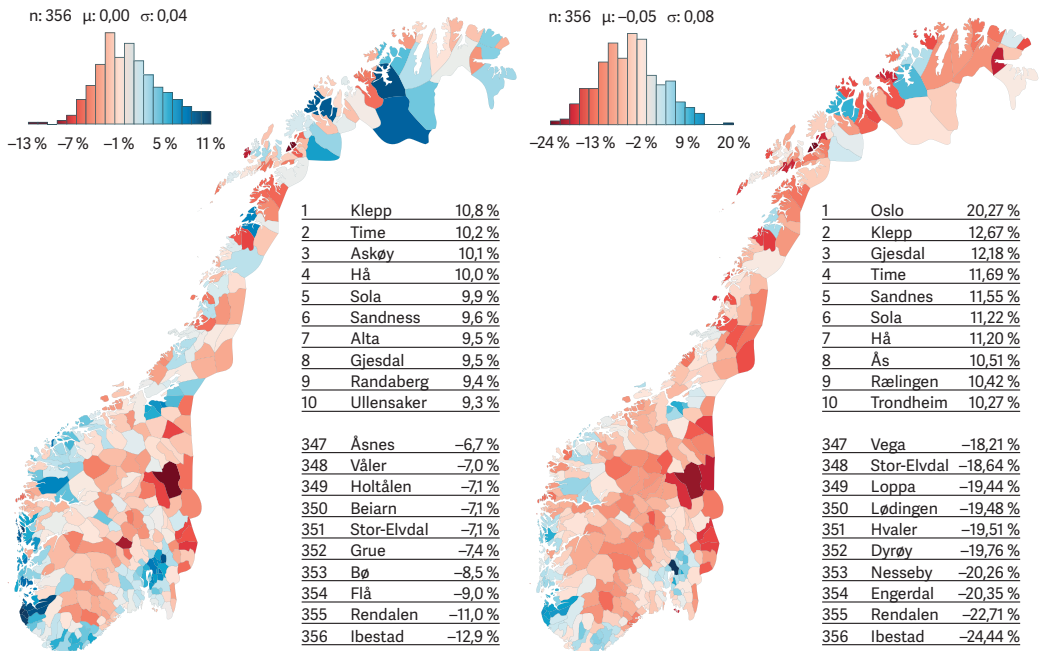 n: 356 μ: 0,00 σ: 0,04
–13 % –7 % –1 % 5 % 11 %
1 Klepp 10,8 %
2 Time 10,2 %
3 Askøy 10,1 %
4 Hå 10,0 %
5 Sola 9,9 %
6 Sandness 9,6 %
7 Alta 9,5 %
8 Gjesdal 9,5 %
9 Randaberg 9,4 %
10 Ullensaker 9,3 %
347 Åsnes –6,7 %
348 Våler –7,0 %
349 Holtålen –7,1 %
350 Beiarn –7,1 %
351 Stor-Elvdal –7,1 %
352 Grue –7,4 %
353 Bø –8,5 %
354 Flå –9,0 %
355 Rendalen –11,0 %
356 Ibestad –12,9 %
n: 356 μ: –0,05 σ: 0,08
–24 % –13 % –2 % 9 % 20 %
1 Oslo 20,27 %
2 Klepp 12,67 %
3 Gjesdal 12,18 %
4 Time 11,69 %
5 Sandnes 11,55 %
6 Sola 11,22 %
7 Hå 11,20 %
8 Ås 10,51 %
9 Rælingen 10,42 %
10 Trondheim 10,27 %
347 Vega –18,21 %
348 Stor-Elvdal –18,64 %
349 Loppa –19,44 %
350 Lødingen –19,48 %
351 Hvaler –19,51 %
352 Dyrøy –19,76 %
353 Nesseby –20,26 %
354 Engerdal –20,35 %
355 Rendalen –22,71 %
356 Ibestad –24,44 %